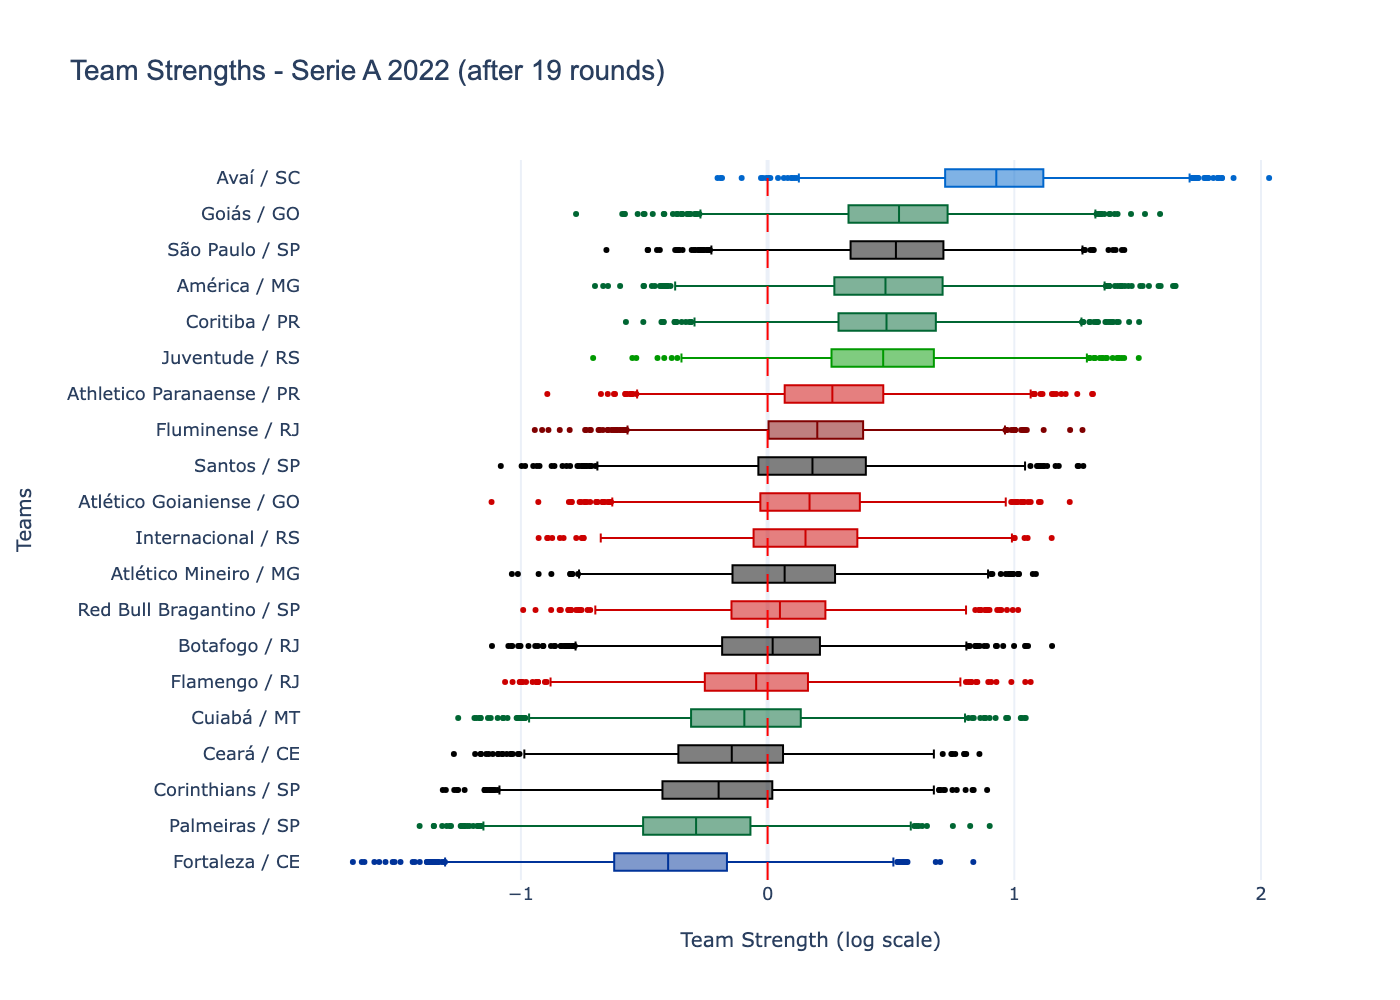 Team Strengths - Serie A 2022 (after 19 rounds)
Teams
Avaí / SC
Goiás / GO
São Paulo / SP
América / MG
Coritiba / PR
Juventude / RS
Athletico Paranaense / PR
Fluminense / RJ
Santos / SP
Atlético Goianiense / GO
Internacional / RS
Atlético Mineiro / MG
Red Bull Bragantino / SP
Botafogo / RJ
Flamengo / RJ
Cuiabá / MT
Ceará / CE
Corinthians / SP
Palmeiras / SP
Fortaleza / CE
−1 0 1 2
Team Strength (log scale)